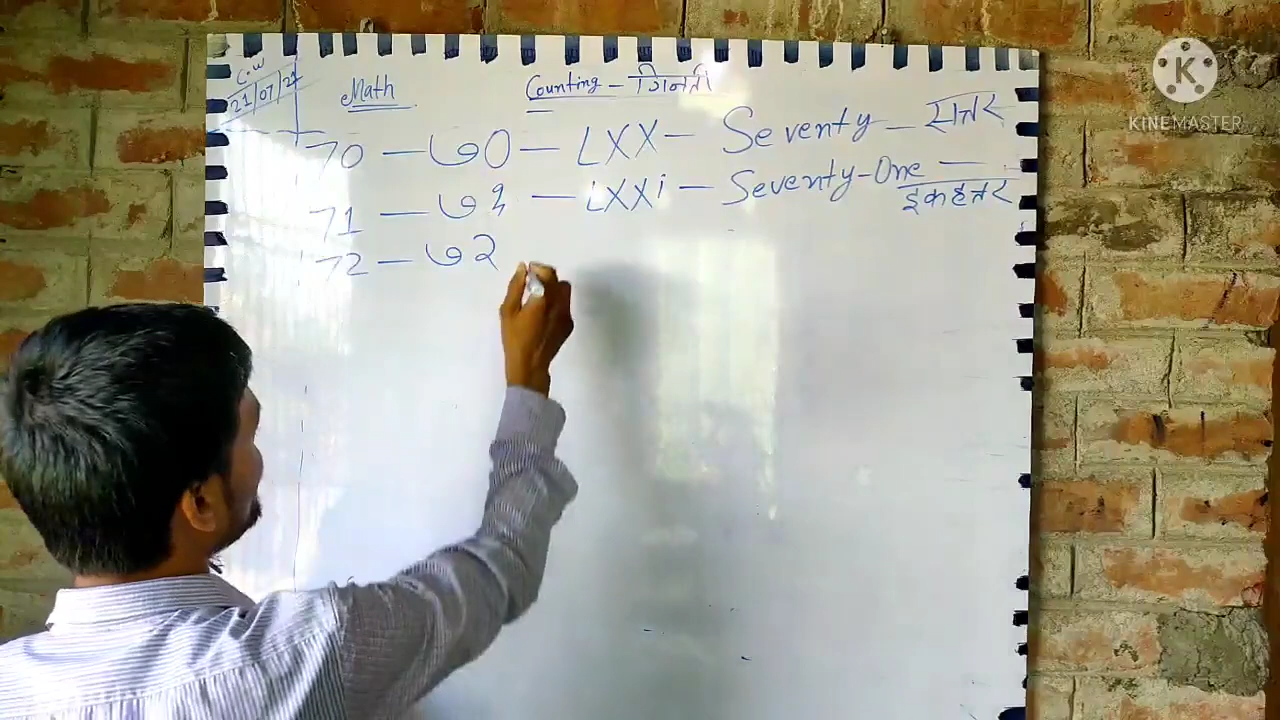 C.W
21/07/21
Math
Counting - गिनती
70 — ७0 — LXX — Seventy — सत्तर
71 — ७१ — LXXi — Seventy-One —
इकहत्तर
72 — ७२
KINEMASTER